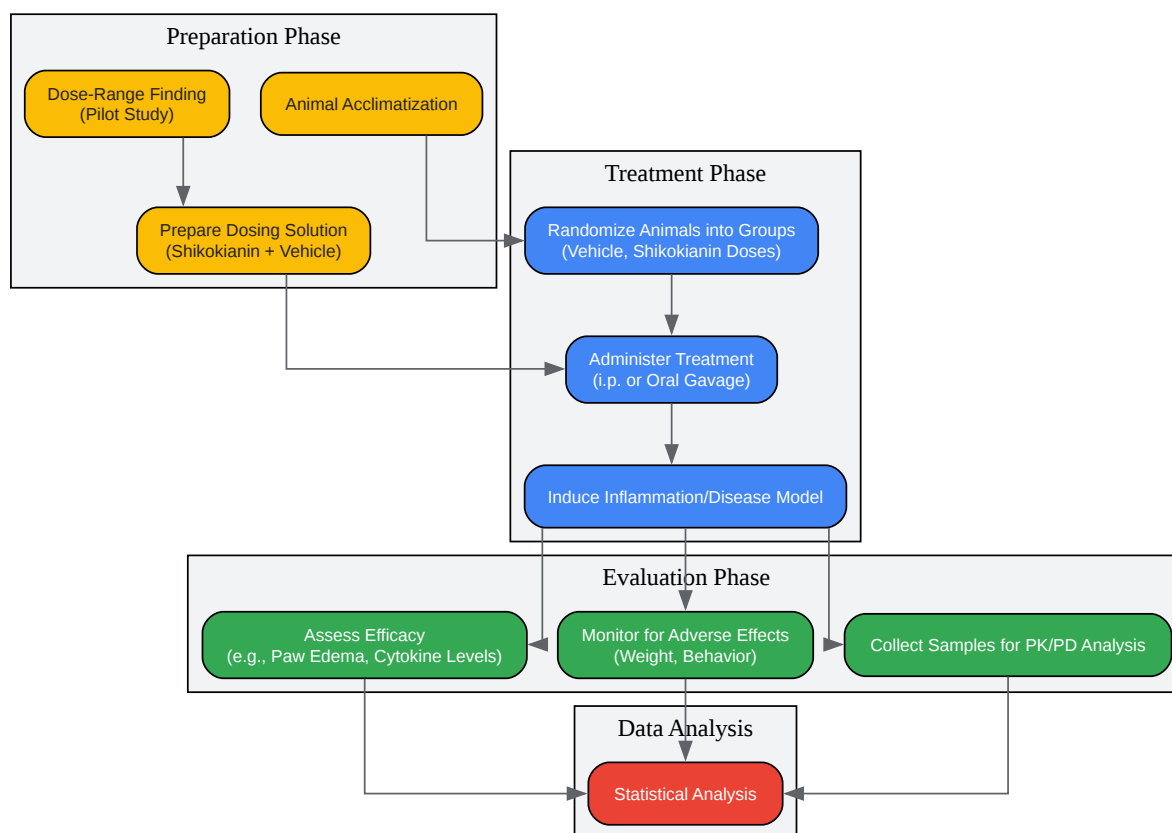 Preparation Phase
Dose-Range Finding
(Pilot Study)
Animal Acclimatization
Prepare Dosing Solution
(Shikokianin + Vehicle)
Treatment Phase
Randomize Animals into Groups
(Vehicle, Shikokianin Doses)
Administer Treatment
(i.p. or Oral Gavage)
Induce Inflammation/Disease Model
Evaluation Phase
Assess Efficacy
(e.g., Paw Edema, Cytokine Levels)
Monitor for Adverse Effects
(Weight, Behavior)
Collect Samples for PK/PD Analysis
Data Analysis
Statistical Analysis